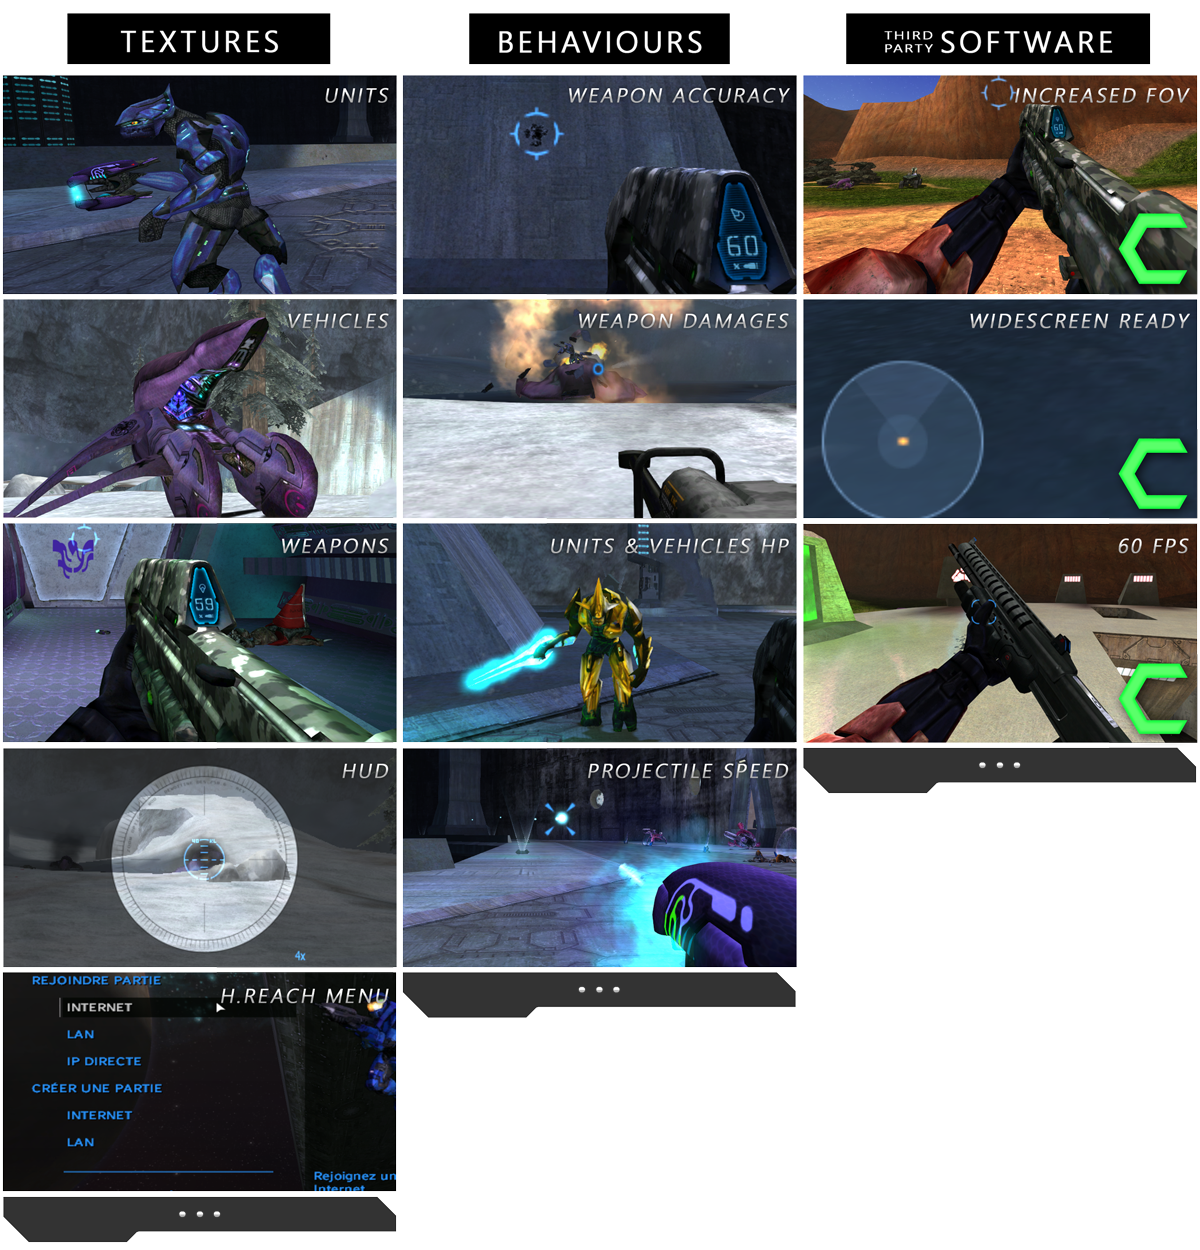 TEXTURES
UNITS
VEHICLES
WEAPONS
59
HUD
4x
H.REACH MENU
REJOINDRE PARTIE
INTERNET
LAN
IP DIRECTE
CRÉER UNE PARTIE
INTERNET
LAN
Rejoignez un
Internet
BEHAVIOURS
WEAPON ACCURACY
60
WEAPON DAMAGES
UNITS & VEHICLES HP
PROJECTILE SPEED
THIRD
PARTY SOFTWARE
INCREASED FOV
60
WIDESCREEN READY
60 FPS